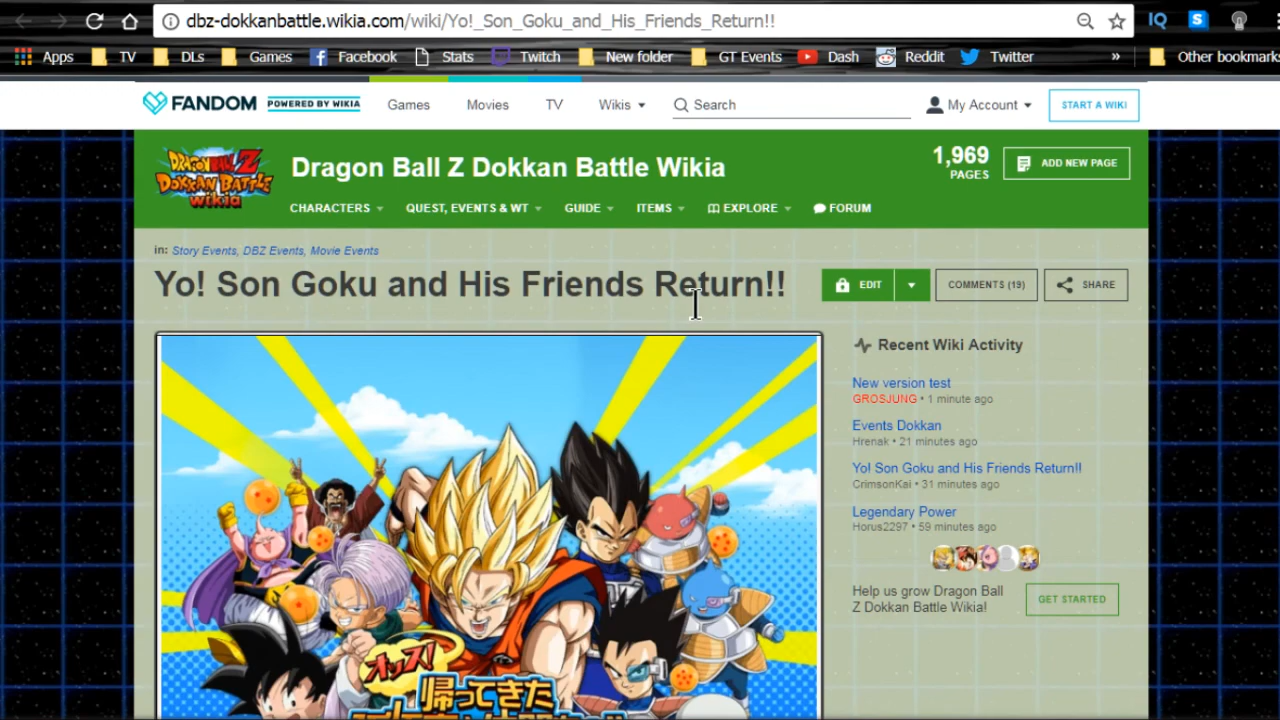 dbz-dokkanbattle.wikia.com/wiki/Yo!_Son_Goku_and_His_Friends_Return!!
IQ
S
Apps TV DLs Games Facebook Stats Twitch New folder GT Events Dash Reddit Twitter » Other bookmarks
FANDOM POWERED BY WIKIA Games Movies TV Wikis Search My Account START A WIKI
DRAGON BALL Z
DOKKAN BATTLE
wikia
Dragon Ball Z Dokkan Battle Wikia
1,969
PAGES
ADD NEW PAGE
CHARACTERS QUEST, EVENTS & WT GUIDE ITEMS EXPLORE FORUM
in: Story Events, DBZ Events, Movie Events
Yo! Son Goku and His Friends Return!!
EDIT COMMENTS (19) SHARE
Recent Wiki Activity
New version test
GROSJUNG • 1 minute ago
Events Dokkan
Hrenak • 21 minutes ago
Yo! Son Goku and His Friends Return!!
CrimsonKai • 31 minutes ago
Legendary Power
Horus2297 • 59 minutes ago
Help us grow Dragon Ball
Z Dokkan Battle Wikia!
GET STARTED
オッス!
帰ってきた